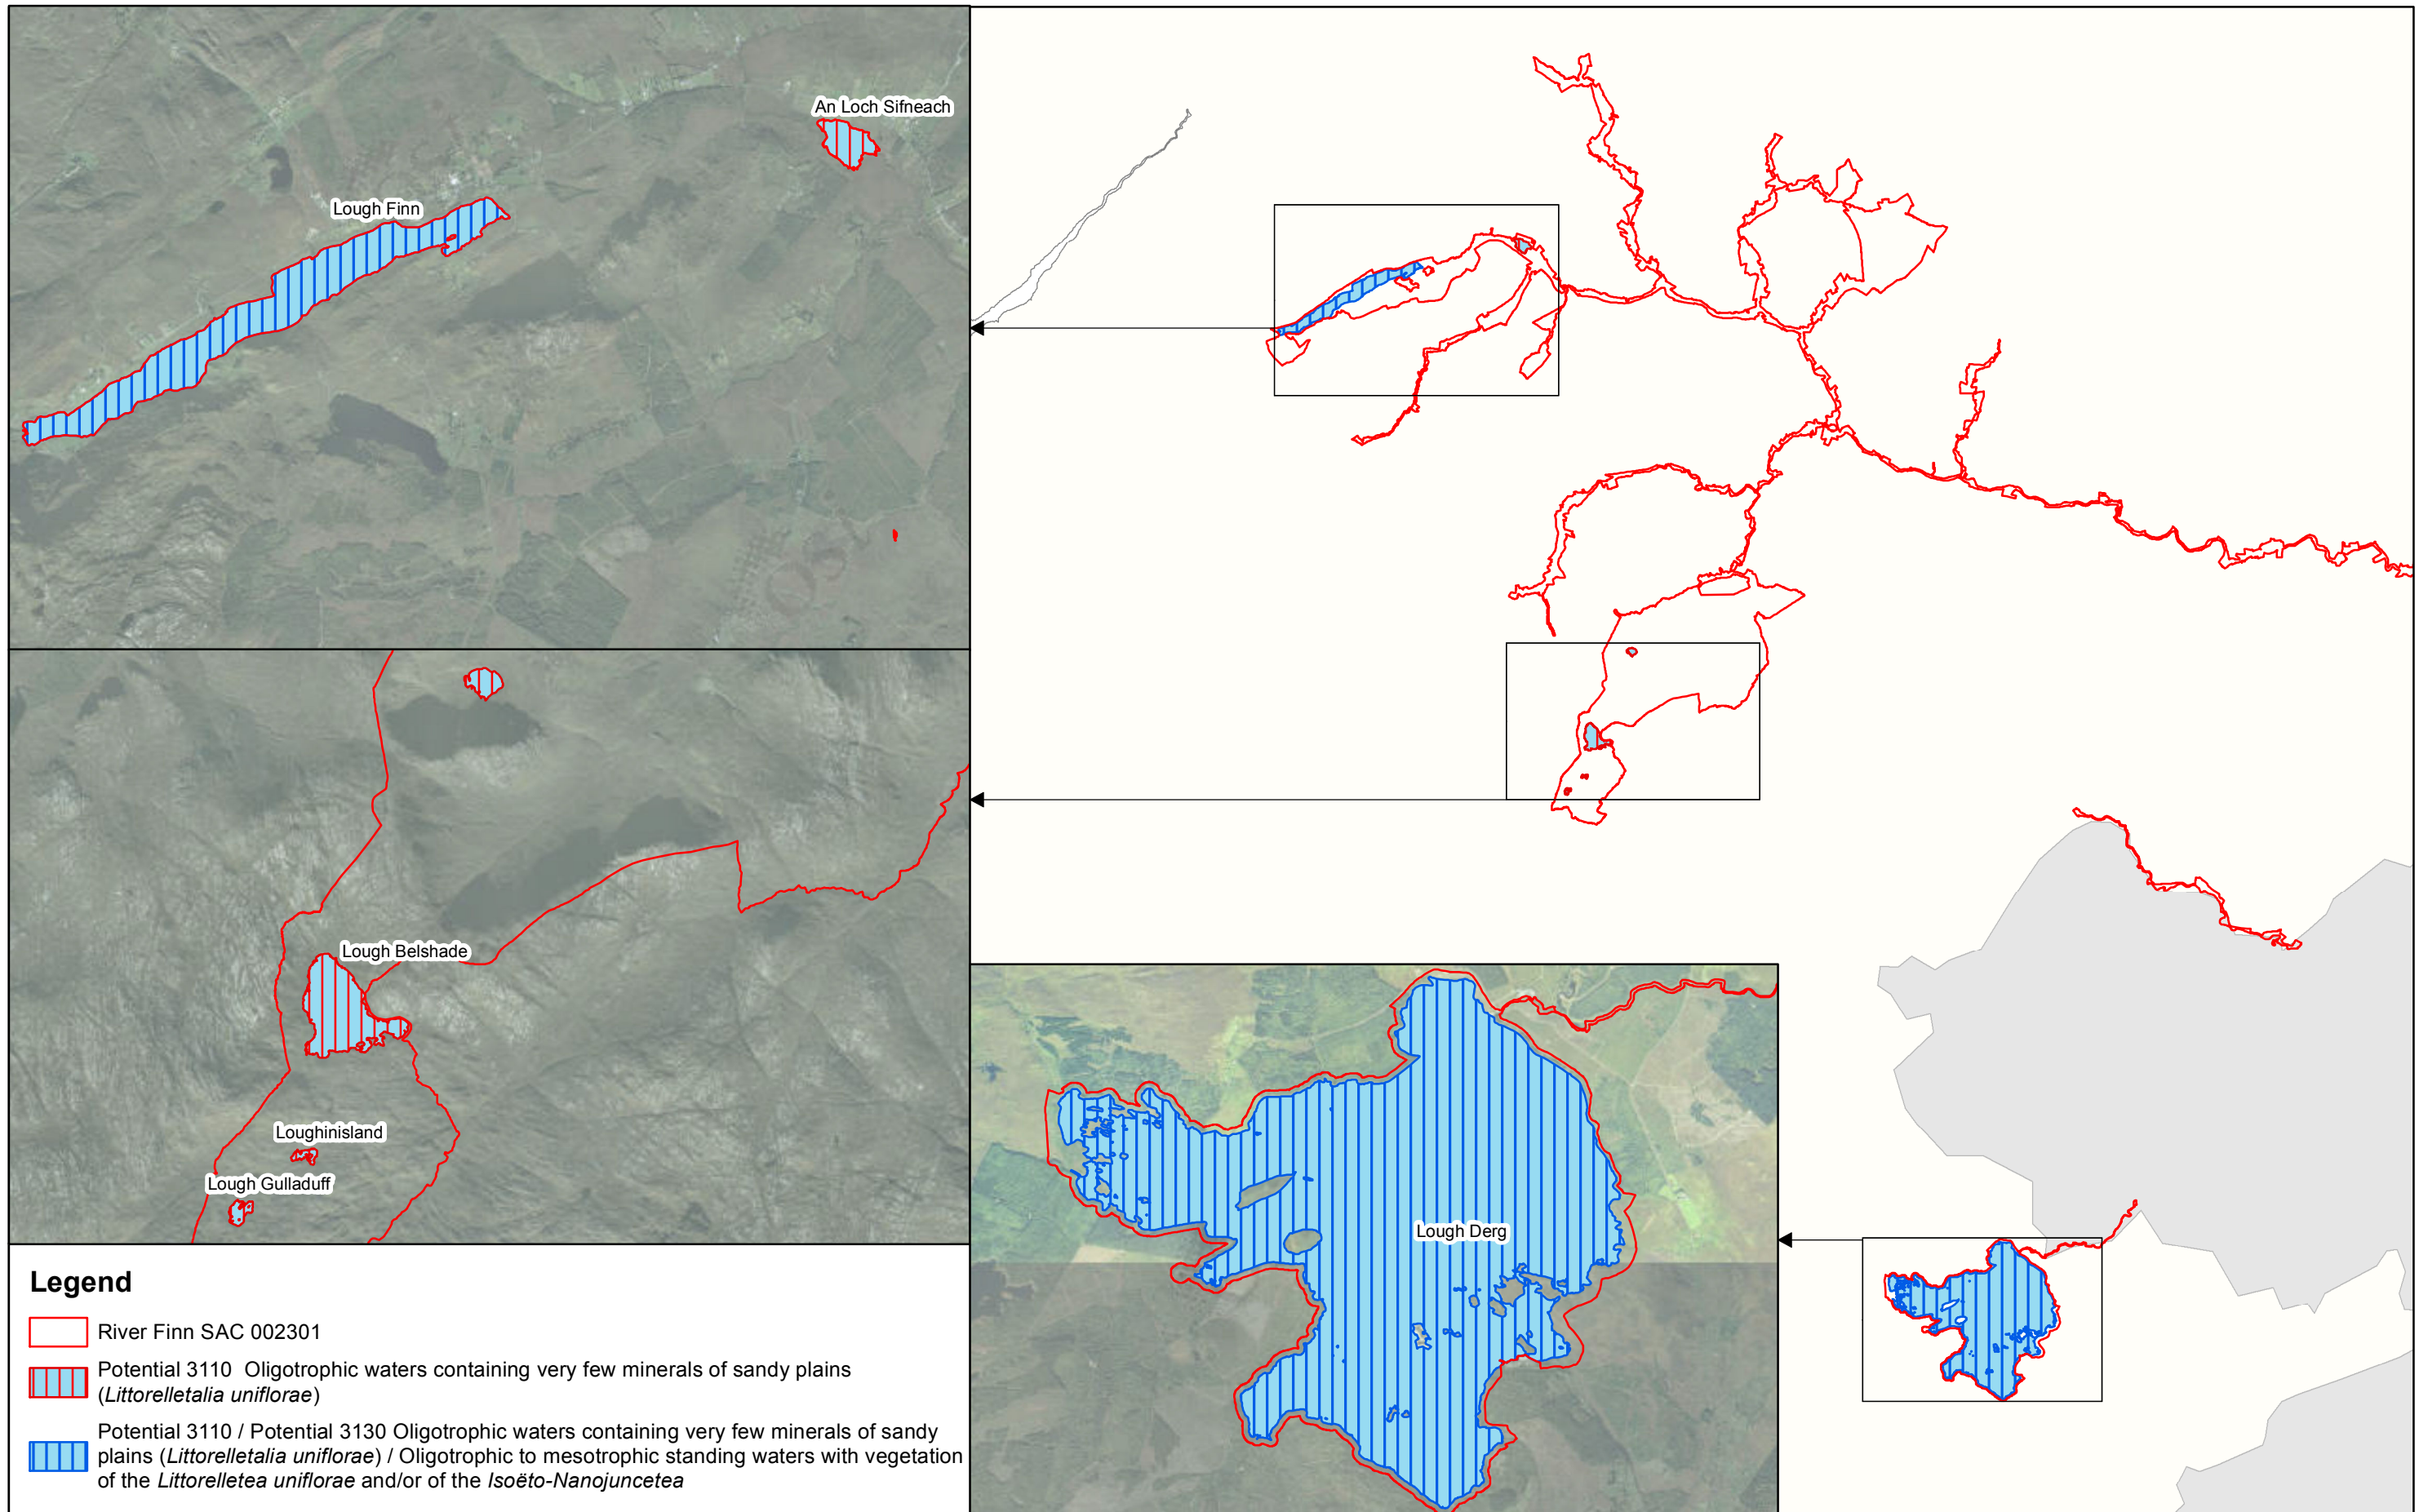 An Loch Sifneach
Lough Finn
Lough Belshade
Loughinisland
Lough Gulladuff
Lough Derg
Legend
River Finn SAC 002301
Potential 3110 Oligotrophic waters containing very few minerals of sandy plains
(Littorelletalia uniflorae)
Potential 3110 / Potential 3130 Oligotrophic waters containing very few minerals of sandy
plains (Littorelletalia uniflorae) / Oligotrophic to mesotrophic standing waters with vegetation
of the Littorelletea uniflorae and/or of the Isoëto-Nanojuncetea